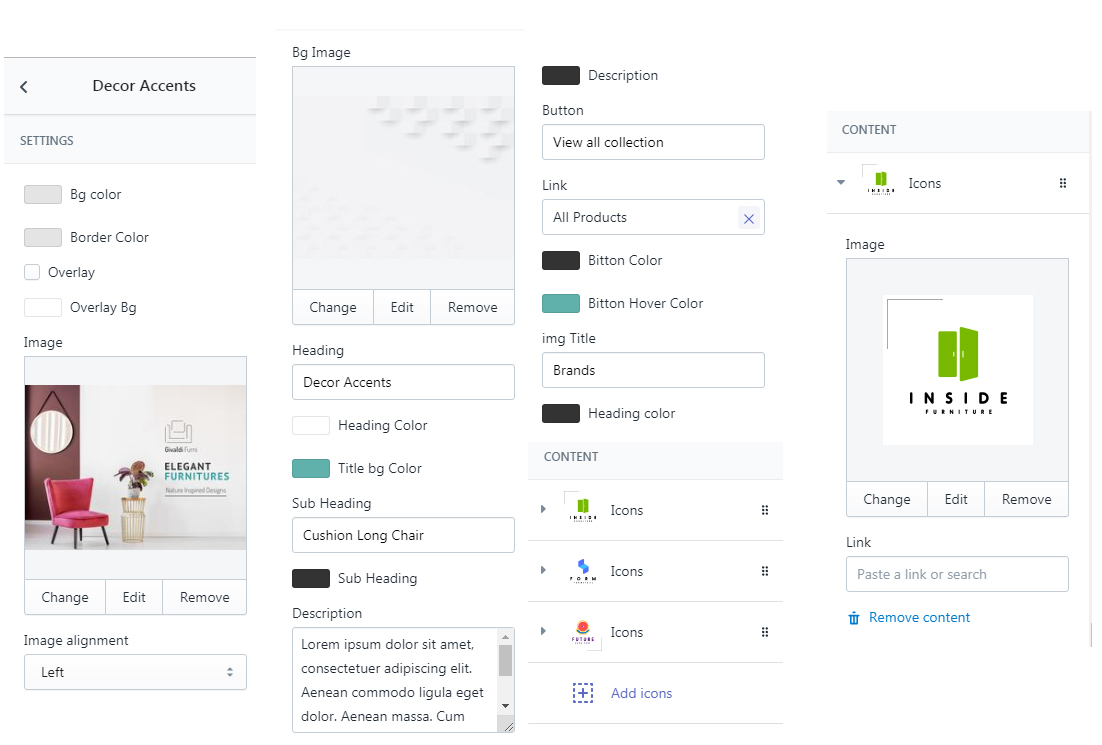 Decor Accents
SETTINGS
Bg color
Border Color
Overlay
Overlay Bg
Image
Givaldi Furni
ELEGANT
FURNITURES
Nature Inspired Designs
Change
Edit
Remove
Image alignment
Left
Bg Image
Change
Edit
Remove
Heading
Decor Accents
Heading Color
Title bg Color
Sub Heading
Cushion Long Chair
Sub Heading
Description
Lorem ipsum dolor sit amet,
consectetuer adipiscing elit.
Aenean commodo ligula eget
dolor. Aenean massa. Cum
Description
Button
View all collection
Link
All Products
Bitton Color
Bitton Hover Color
img Title
Brands
Heading color
CONTENT
INSIDE
Icons
FORM
Icons
FUTURE
Icons
Add icons
CONTENT
INSIDE
Icons
Image
INSIDE
FURNITURE
Change
Edit
Remove
Link
Paste a link or search
Remove content